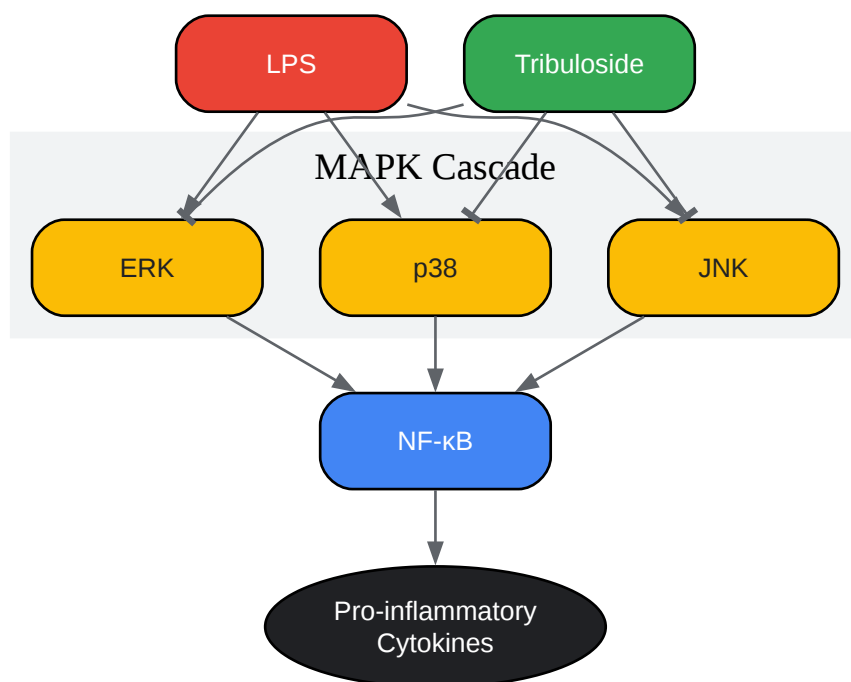 LPS
Tribuloside
MAPK Cascade
ERK
p38
JNK
NF-κB
Pro-inflammatory
Cytokines